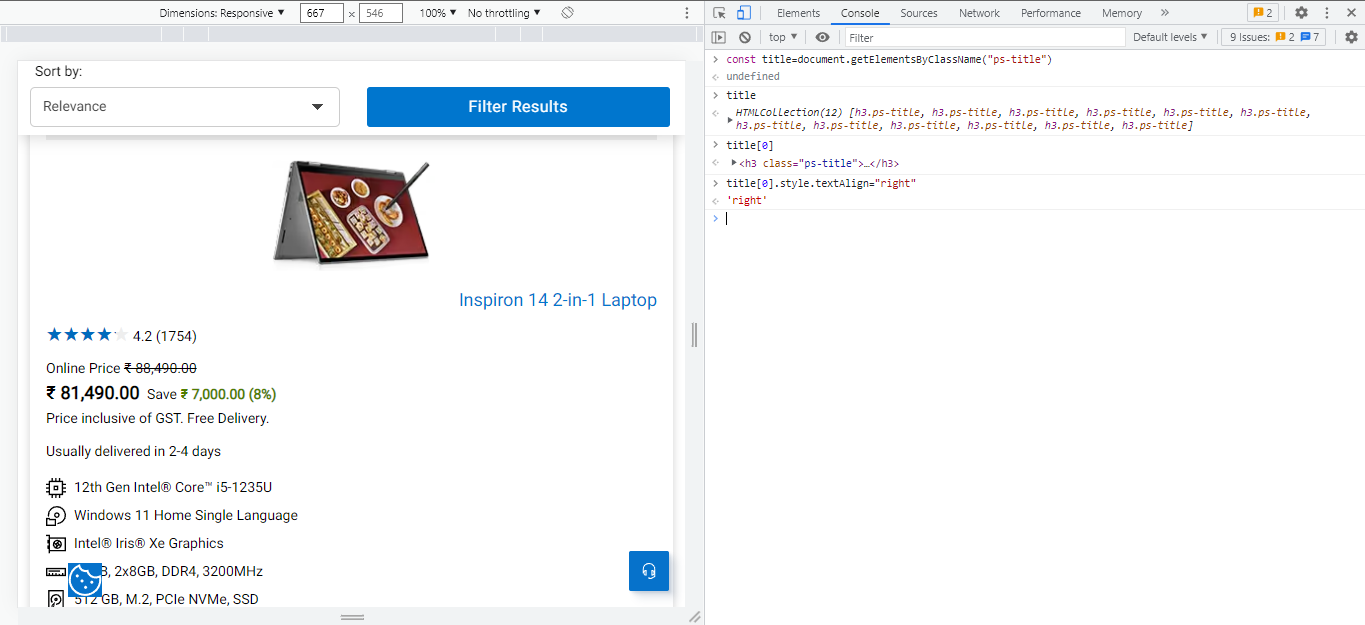 Dimensions: Responsive ▼ 667 × 546 100% ▼ No throttling ▼
Sort by:
Relevance
Filter Results
Inspiron 14 2-in-1 Laptop
4.2 (1754)
Online Price ₹ 88,490.00
₹ 81,490.00 Save ₹ 7,000.00 (8%)
Price inclusive of GST. Free Delivery.
Usually delivered in 2-4 days
12th Gen Intel® Core™ i5-1235U
Windows 11 Home Single Language
Intel® Iris® Xe Graphics
B, 2x8GB, DDR4, 3200MHz
512 GB, M.2, PCIe NVMe, SSD
Elements Console Sources Network Performance Memory » 2
top ▼ Filter Default levels ▼ 9 Issues: 2 7
> const title=document.getElementsByClassName("ps-title")
undefined
> title
HTMLCollection(12) [h3.ps-title, h3.ps-title, h3.ps-title, h3.ps-title, h3.ps-title, h3.ps-title,
h3.ps-title, h3.ps-title, h3.ps-title, h3.ps-title, h3.ps-title, h3.ps-title]
> title[0]
<h3 class="ps-title">…</h3>
> title[0].style.textAlign="right"
'right'
>